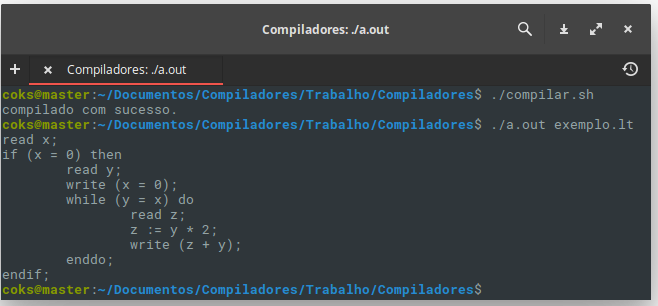 Compiladores: ./a.out
+ × Compiladores: ./a.out
coks@master:~/Documentos/Compiladores/Trabalho/Compiladores$ ./compilar.sh
compilado com sucesso.
coks@master:~/Documentos/Compiladores/Trabalho/Compiladores$ ./a.out exemplo.lt
read x;
if (x = 0) then
        read y;
        write (x = 0);
        while (y = x) do
                read z;
                z := y * 2;
                write (z + y);
        enddo;
endif;
coks@master:~/Documentos/Compiladores/Trabalho/Compiladores$